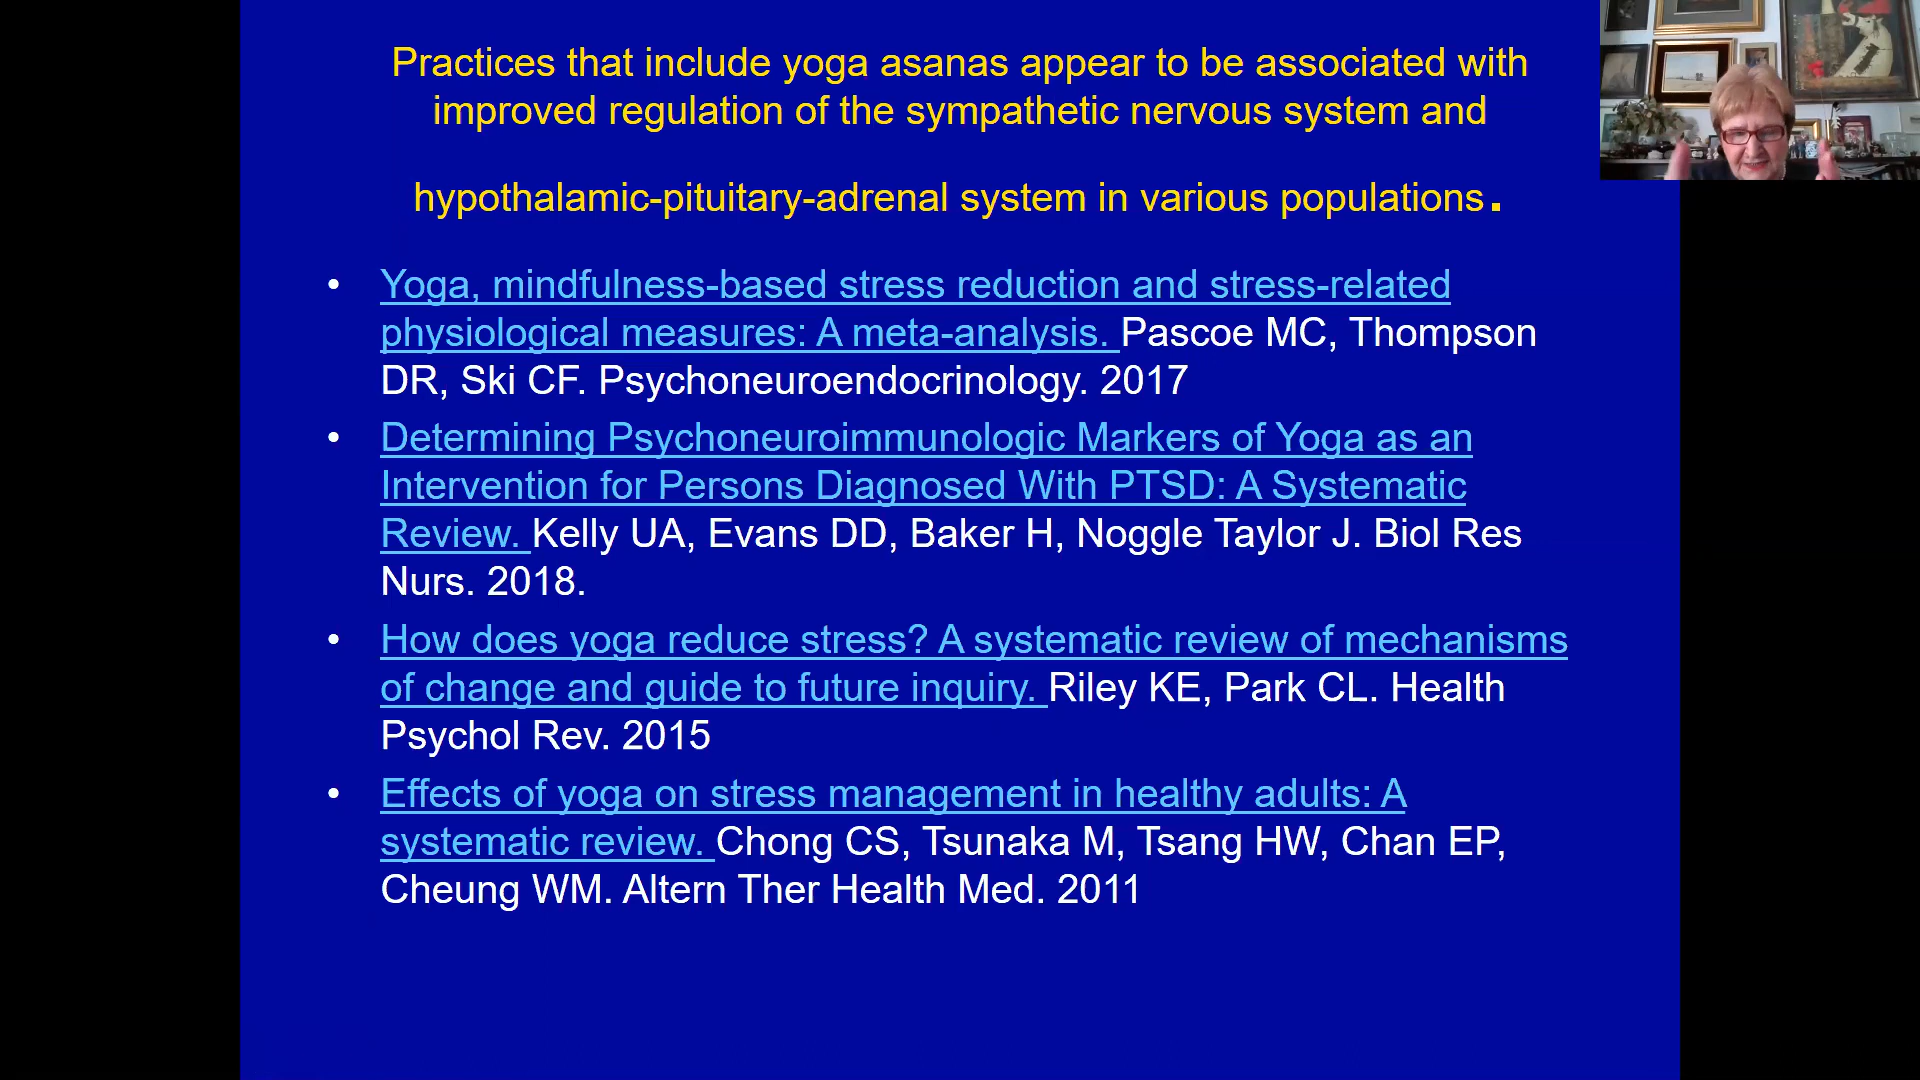 Practices that include yoga asanas appear to be associated with
improved regulation of the sympathetic nervous system and
hypothalamic-pituitary-adrenal system in various populations.
• Yoga, mindfulness-based stress reduction and stress-related
physiological measures: A meta-analysis. Pascoe MC, Thompson
DR, Ski CF. Psychoneuroendocrinology. 2017
• Determining Psychoneuroimmunologic Markers of Yoga as an
Intervention for Persons Diagnosed With PTSD: A Systematic
Review. Kelly UA, Evans DD, Baker H, Noggle Taylor J. Biol Res
Nurs. 2018.
• How does yoga reduce stress? A systematic review of mechanisms
of change and guide to future inquiry. Riley KE, Park CL. Health
Psychol Rev. 2015
• Effects of yoga on stress management in healthy adults: A
systematic review. Chong CS, Tsunaka M, Tsang HW, Chan EP,
Cheung WM. Altern Ther Health Med. 2011